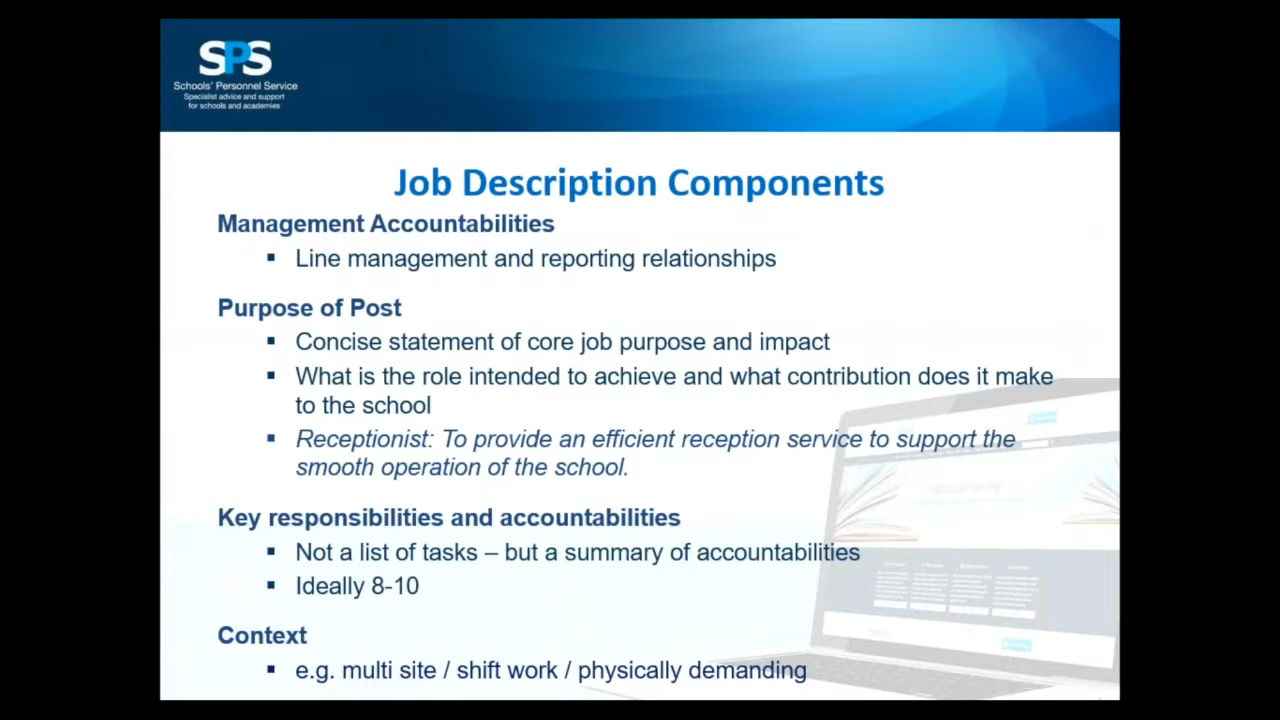 SPS
Schools' Personnel Service
Specialist advice and support
for schools and academies
Job Description Components
Management Accountabilities
▪ Line management and reporting relationships
Purpose of Post
▪ Concise statement of core job purpose and impact
▪ What is the role intended to achieve and what contribution does it make
to the school
▪ Receptionist: To provide an efficient reception service to support the
smooth operation of the school.
Key responsibilities and accountabilities
▪ Not a list of tasks – but a summary of accountabilities
▪ Ideally 8-10
Context
▪ e.g. multi site / shift work / physically demanding